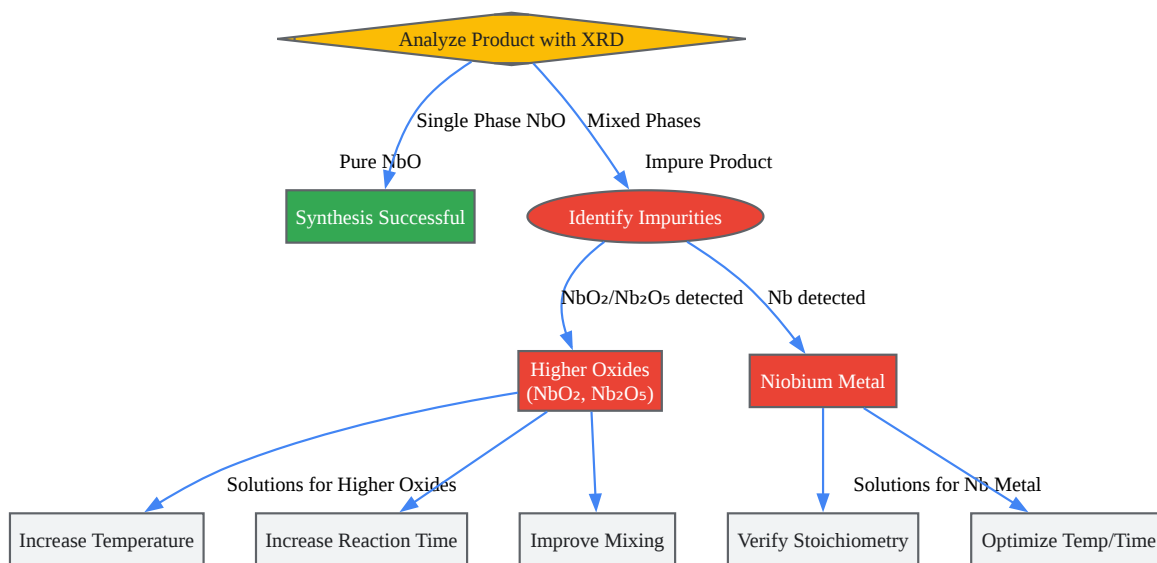 Analyze Product with XRD
Single Phase NbO
Mixed Phases
Pure NbO
Impure Product
Synthesis Successful
Identify Impurities
NbO₂/Nb₂O₅ detected
Nb detected
Higher Oxides
(NbO₂, Nb₂O₅)
Niobium Metal
Solutions for Higher Oxides
Solutions for Nb Metal
Increase Temperature
Increase Reaction Time
Improve Mixing
Verify Stoichiometry
Optimize Temp/Time